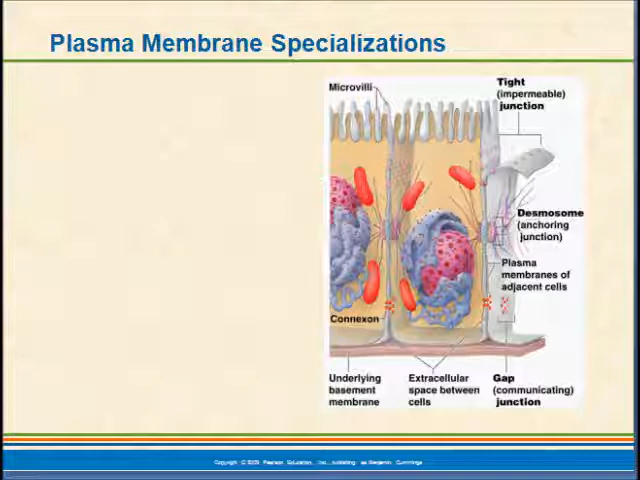 Plasma Membrane Specializations
Microvilli
Tight
(impermeable)
junction
Desmosome
(anchoring
junction)
Plasma
membranes of
adjacent cells
Connexon
Underlying
basement
membrane
Extracellular
space between
cells
Gap
(communicating)
junction
Copyright © 2009 Pearson Education, Inc., publishing as Benjamin Cummings